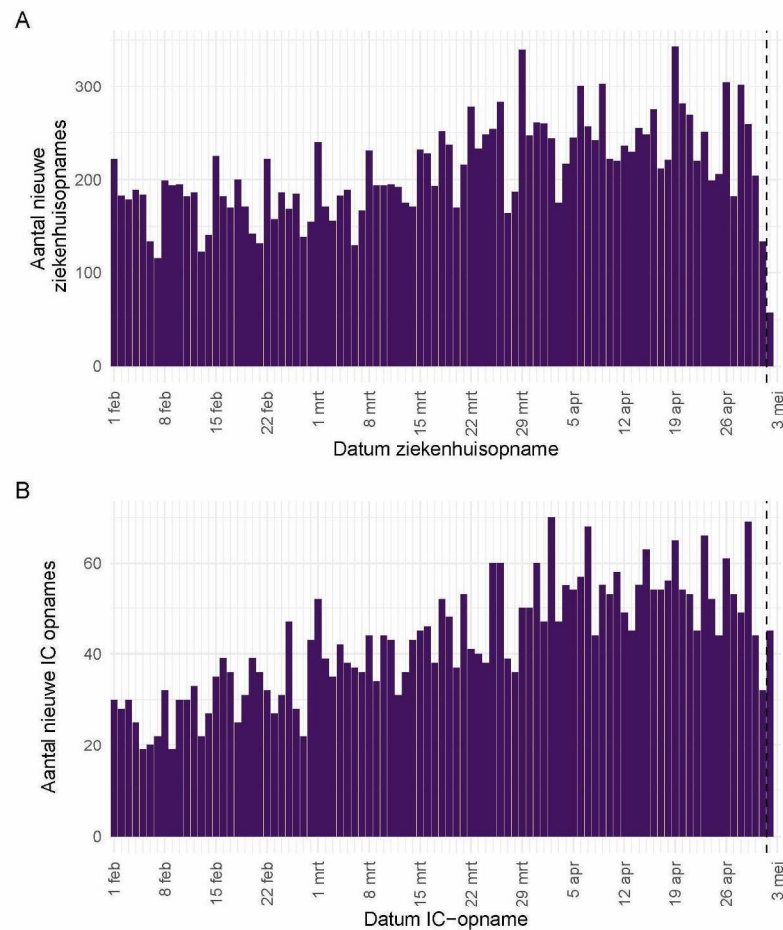 A
Aantal nieuwe
ziekenhuisopnames
300
200
100
0
1 feb
8 feb
15 feb
22 feb
1 mrt
8 mrt
15 mrt
22 mrt
29 mrt
5 apr
12 apr
19 apr
26 apr
3 mei
Datum ziekenhuisopname
B
Aantal nieuwe IC opnames
60
40
20
0
1 feb
8 feb
15 feb
22 feb
1 mrt
8 mrt
15 mrt
22 mrt
29 mrt
5 apr
12 apr
19 apr
26 apr
3 mei
Datum IC−opname